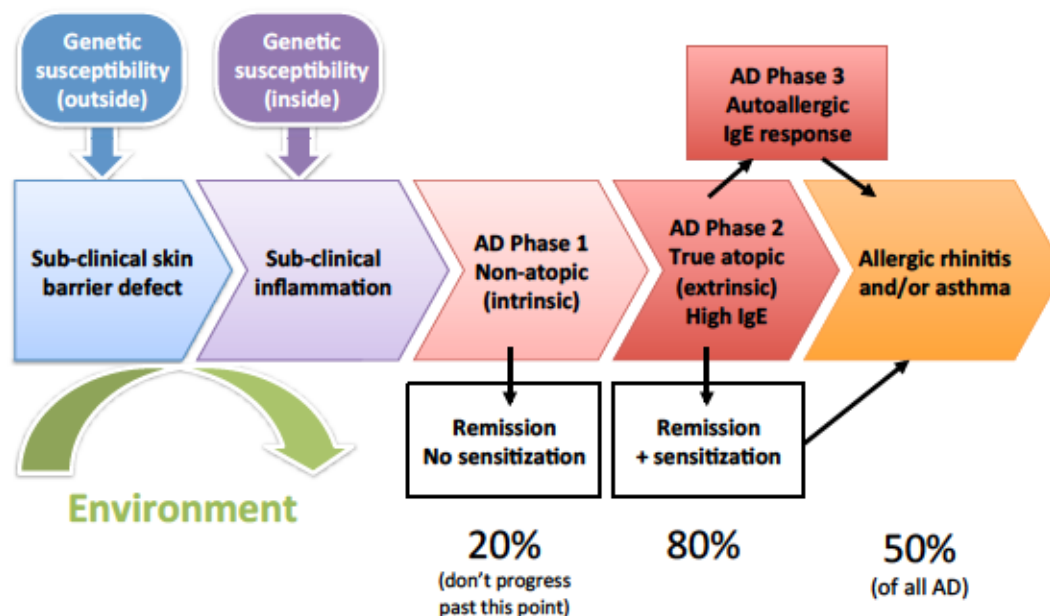 Genetic
susceptibility
(outside)
Genetic
susceptibility
(inside)
AD Phase 3
Autoallergic
IgE response
Sub-clinical skin
barrier defect
Sub-clinical
inflammation
AD Phase 1
Non-atopic
(intrinsic)
AD Phase 2
True atopic
(extrinsic)
High IgE
Allergic rhinitis
and/or asthma
Remission
No sensitization
Remission
+ sensitization
Environment
20%
(don't progress
past this point)
80%
50%
(of all AD)